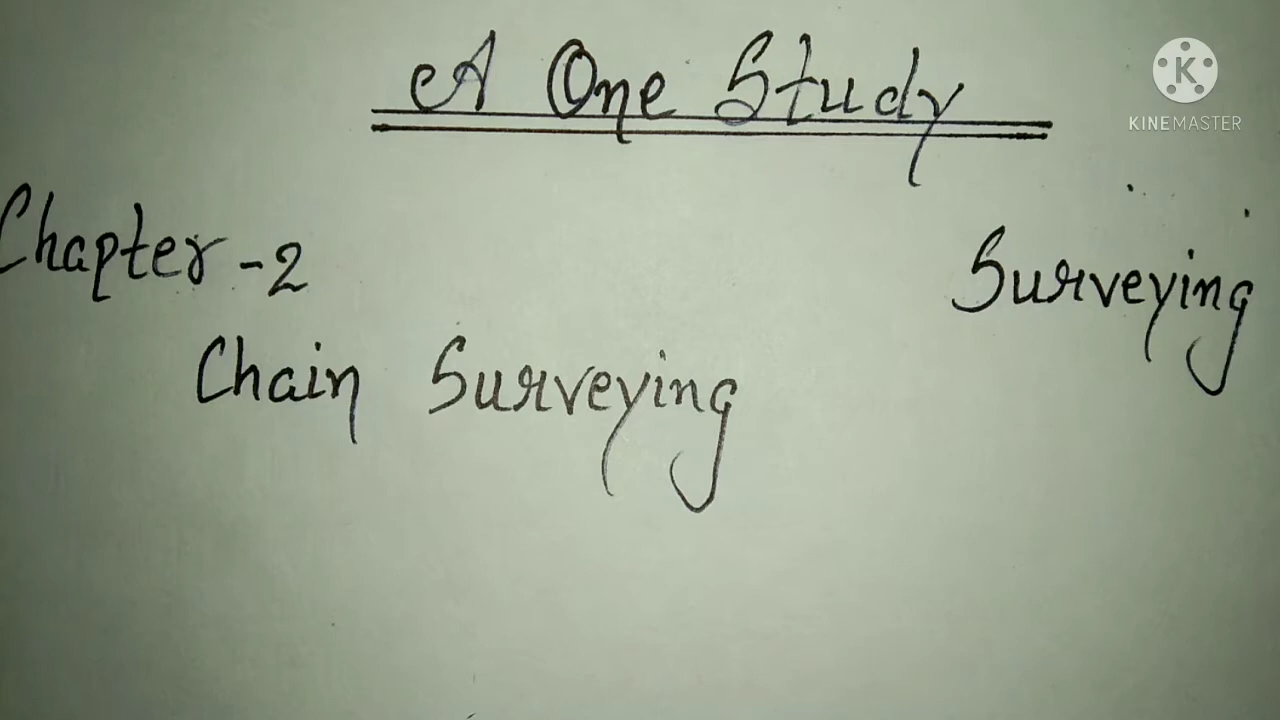 A One Study
KINEMASTER
Chapter-2
Surveying
Chain Surveying